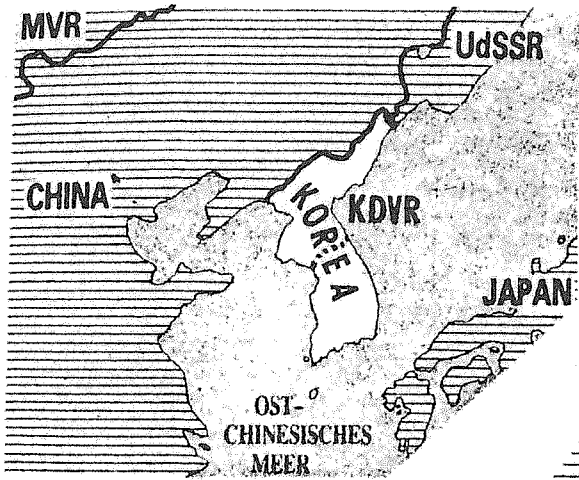 MVR
UdSSR
CHINA
KOREA
KDVR
JAPAN
OST-
CHINESISCHES
MEER